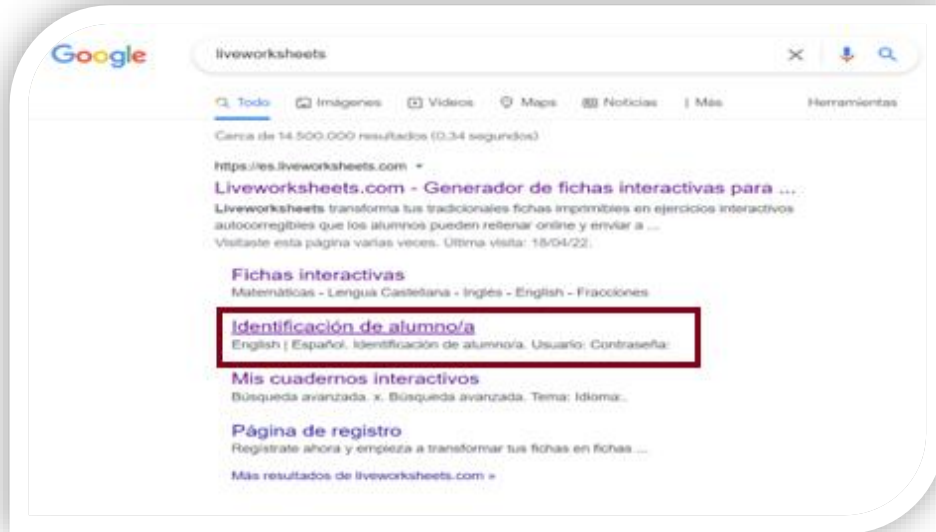 Google
liveworksheets
Todo Imágenes Videos Maps Noticias Más Herramientas
Cerca de 14.500.000 resultados (0,34 segundos)
https://es.liveworksheets.com
Liveworksheets.com - Generador de fichas interactivas para ...
Liveworksheets transforma tus tradicionales fichas imprimibles en ejercicios interactivos
autocorregibles que los alumnos pueden rellenar online y enviar a ...
Visitaste esta página varias veces. Última visita: 18/04/22.
Fichas interactivas
Matemáticas - Lengua Castellana - Inglés - English - Fracciones
Identificación de alumno/a
English | Español. Identificación de alumno/a. Usuario: Contraseña:
Mis cuadernos interactivos
Búsqueda avanzada. x. Búsqueda avanzada. Tema: Idioma:.
Página de registro
Regístrate ahora y empieza a transformar tus fichas en fichas ...
Más resultados de liveworksheets.com »